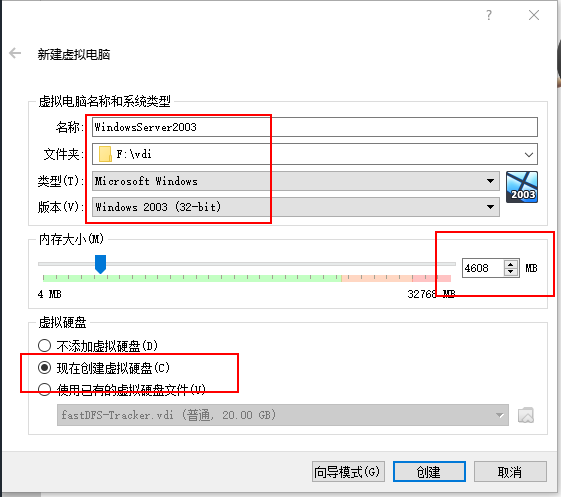 ?
新建虚拟电脑
虚拟电脑名称和系统类型
名称:
WindowsServer2003
文件夹:
F:\vdi
类型(T):
Microsoft Windows
版本(V):
Windows 2003 (32-bit)
2003
内存大小(M)
4608 MB
4 MB
32768 MB
虚拟硬盘
不添加虚拟硬盘(D)
现在创建虚拟硬盘(C)
使用已有的虚拟硬盘文件(U)
fastDFS-Tracker.vdi (普通, 20.00 GB)
向导模式(G)
创建
取消